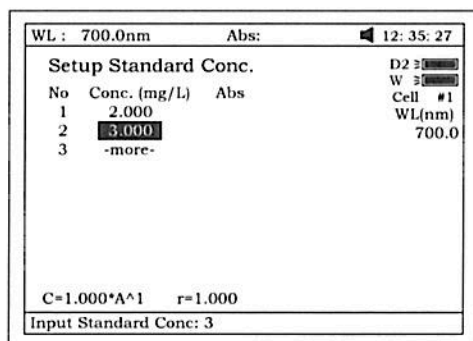 WL : 700.0nm Abs: 12: 35: 27
Setup Standard Conc.
D2
W
No Conc. (mg/L) Abs
Cell #1
1 2.000
WL(nm)
2 3.000
700.0
3 -more-
C=1.000*A^1 r=1.000
Input Standard Conc: 3